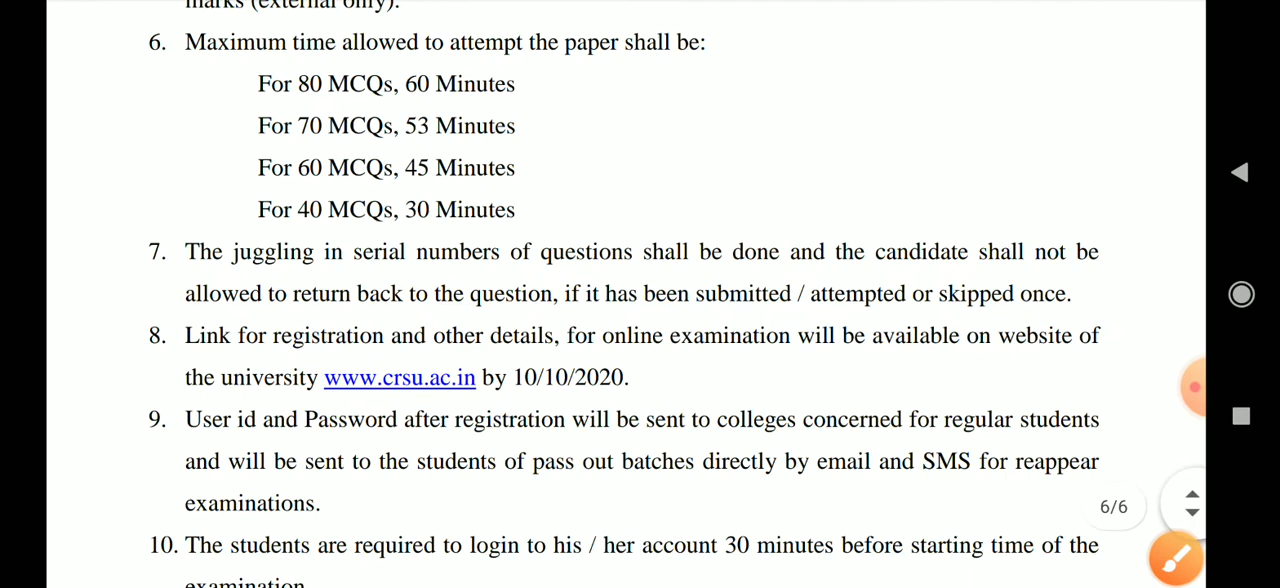 marks (external only).
6. Maximum time allowed to attempt the paper shall be:
For 80 MCQs, 60 Minutes
For 70 MCQs, 53 Minutes
For 60 MCQs, 45 Minutes
For 40 MCQs, 30 Minutes
7. The juggling in serial numbers of questions shall be done and the candidate shall not be
allowed to return back to the question, if it has been submitted / attempted or skipped once.
8. Link for registration and other details, for online examination will be available on website of
the university www.crsu.ac.in by 10/10/2020.
9. User id and Password after registration will be sent to colleges concerned for regular students
and will be sent to the students of pass out batches directly by email and SMS for reappear
examinations.
6/6
10. The students are required to login to his / her account 30 minutes before starting time of the
examination